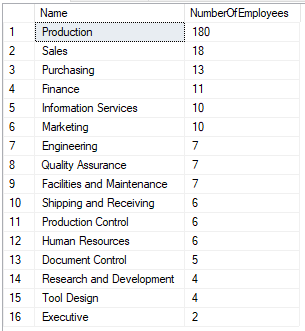 Name NumberOfEmployees
1 Production 180
2 Sales 18
3 Purchasing 13
4 Finance 11
5 Information Services 10
6 Marketing 10
7 Engineering 7
8 Quality Assurance 7
9 Facilities and Maintenance 7
10 Shipping and Receiving 6
11 Production Control 6
12 Human Resources 6
13 Document Control 5
14 Research and Development 4
15 Tool Design 4
16 Executive 2